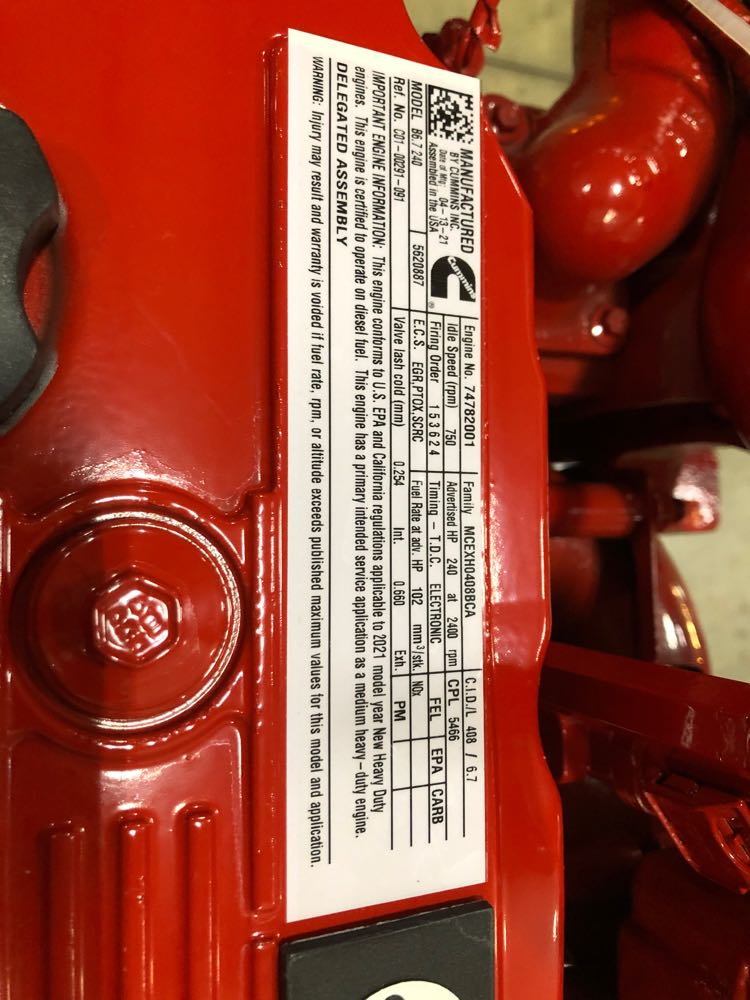 MANUFACTURED
BY CUMMINS INC.
Date of Mfg: 04-13-21
Assembled in the USA
Cummins
®
Engine No. 74782001 Family MCEXH0408BCA C.I.D./L 408 / 6.7
Idle Speed (rpm) 750 Advertised HP 240 at 2400 rpm CPL 5466
Firing Order 1 5 3 6 2 4 Timing – T.D.C. ELECTRONIC FEL EPA CARB
MODEL B6.7 240 5620887 E.C.S. EGR,PTOX,SCRC Fuel Rate at adv. HP 102 mm³/stk. NOx
Ref. No. C01-00291-091 Valve lash cold (mm) 0.254 Int. 0.660 Exh. PM
IMPORTANT ENGINE INFORMATION: This engine conforms to U.S. EPA and California regulations applicable to 2021 model year New Heavy Duty
engines. This engine is certified to operate on diesel fuel. This engine has a primary intended service application as a medium heavy-duty engine.
DELEGATED ASSEMBLY
WARNING: Injury may result and warranty is voided if fuel rate, rpm, or altitude exceeds published maximum values for this model and application.